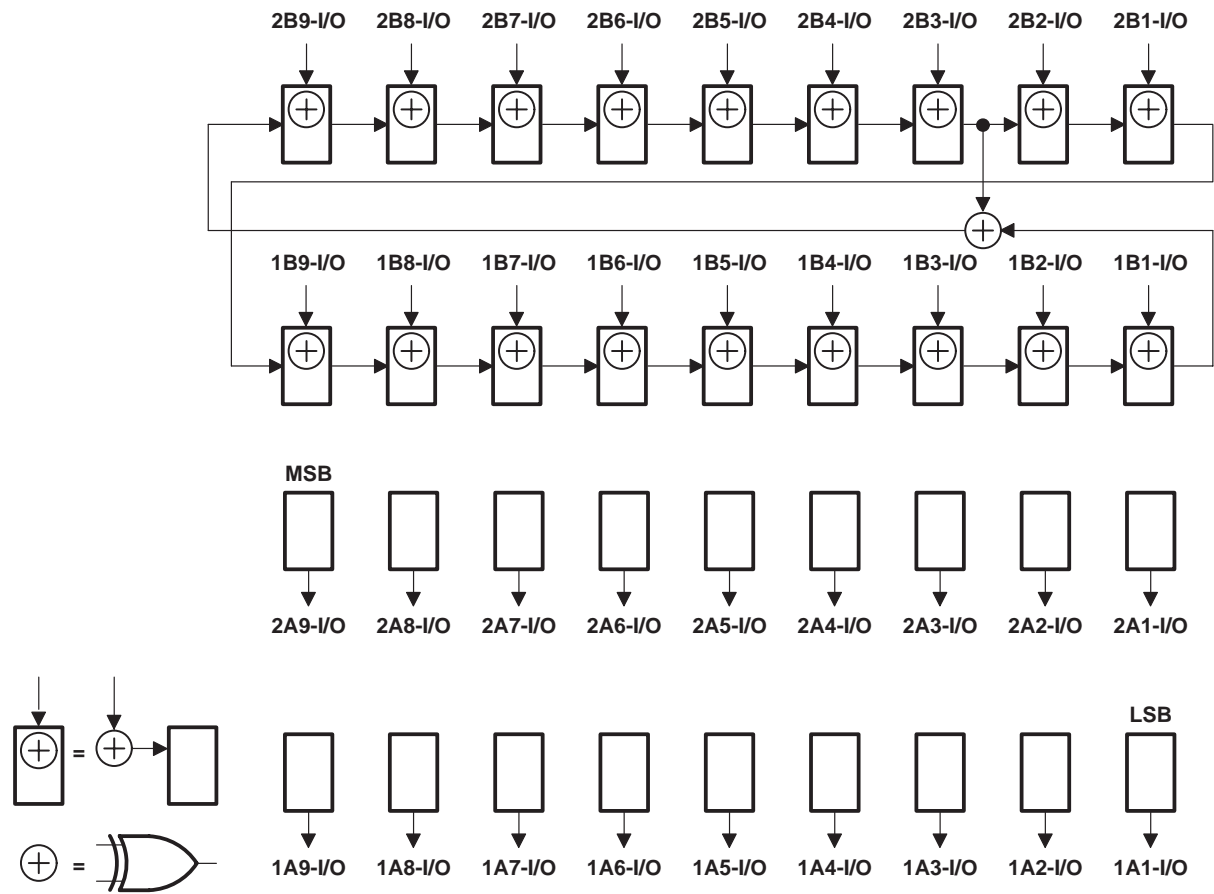 2B9-I/O 2B8-I/O 2B7-I/O 2B6-I/O 2B5-I/O 2B4-I/O 2B3-I/O 2B2-I/O 2B1-I/O
1B9-I/O 1B8-I/O 1B7-I/O 1B6-I/O 1B5-I/O 1B4-I/O 1B3-I/O 1B2-I/O 1B1-I/O
MSB
2A9-I/O 2A8-I/O 2A7-I/O 2A6-I/O 2A5-I/O 2A4-I/O 2A3-I/O 2A2-I/O 2A1-I/O
LSB
=
=
1A9-I/O 1A8-I/O 1A7-I/O 1A6-I/O 1A5-I/O 1A4-I/O 1A3-I/O 1A2-I/O 1A1-I/O